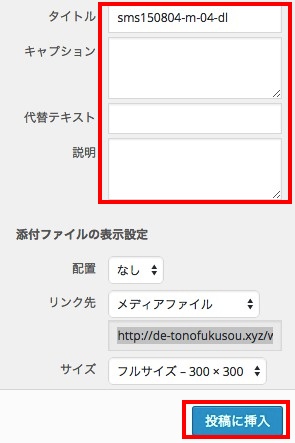 タイトル sms150804-m-04-dl
キャプション
代替テキスト
説明
添付ファイルの表示設定
配置 なし
リンク先 メディアファイル
http://de-tonofukusou.xyz/
サイズ フルサイズ – 300 × 300
投稿に挿入